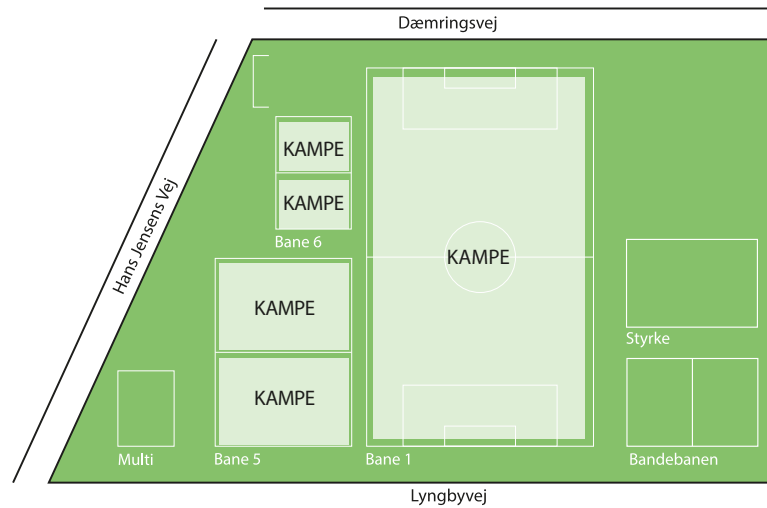 Dæmringsvej
Hans Jensens Vej
KAMPE
KAMPE
Bane 6
KAMPE
KAMPE
KAMPE
Styrke
Multi
Bane 5
Bane 1
Bandebanen
Lyngbyvej